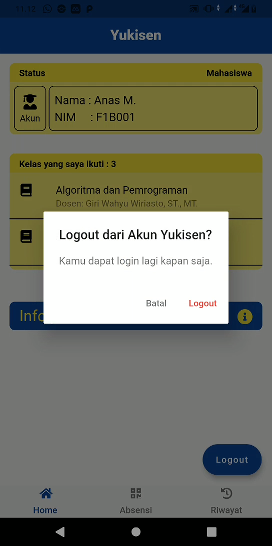 Yukisen
Status Mahasiswa
Akun
Nama : Anas M.
NIM : F1B001
Kelas yang saya ikuti : 3
Algoritma dan Pemrograman
Dosen: Giri Wahyu Wiriasto, ST., MT.
Logout dari Akun Yukisen?
Kamu dapat login lagi kapan saja.
Batal Logout
Logout
Home Absensi Riwayat